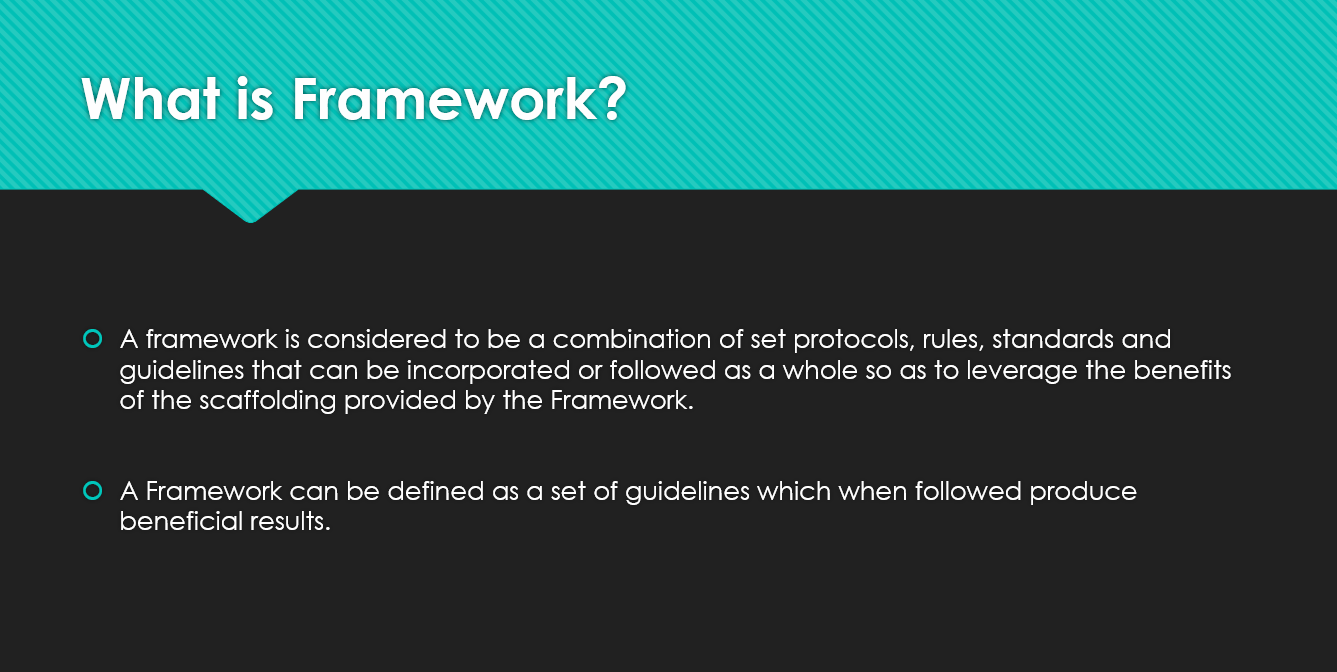 What is Framework?
A framework is considered to be a combination of set protocols, rules, standards and
guidelines that can be incorporated or followed as a whole so as to leverage the benefits
of the scaffolding provided by the Framework.
A Framework can be defined as a set of guidelines which when followed produce
beneficial results.